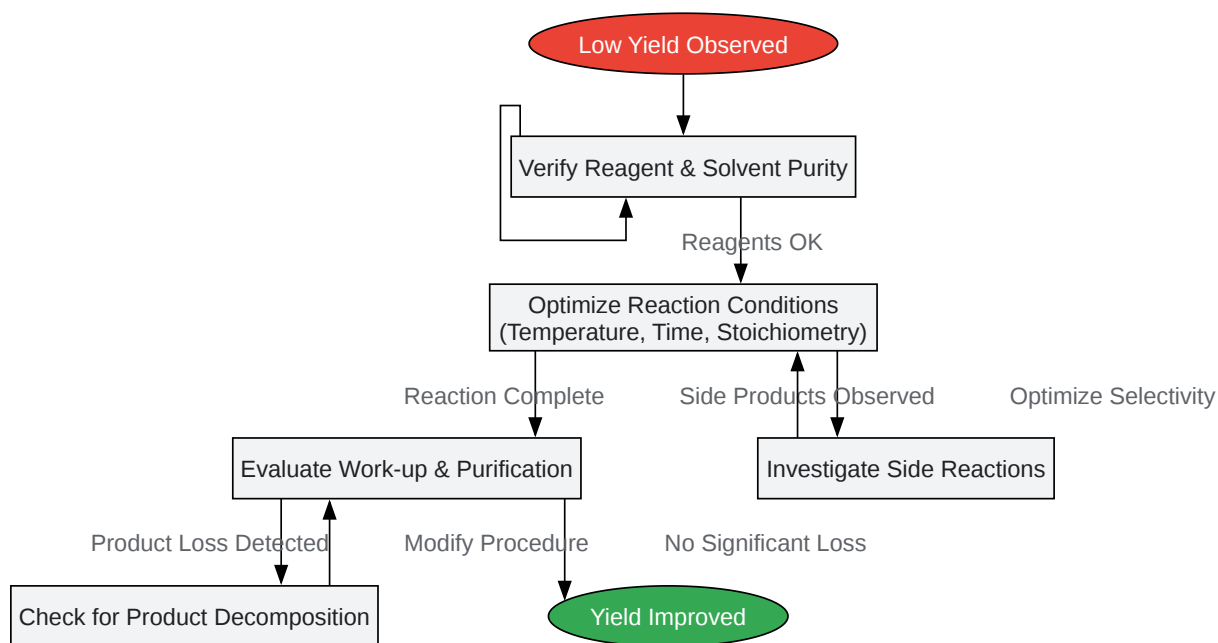 Low Yield Observed
Verify Reagent & Solvent Purity
Reagents OK
Optimize Reaction Conditions
(Temperature, Time, Stoichiometry)
Reaction Complete
Side Products Observed
Optimize Selectivity
Evaluate Work-up & Purification
Investigate Side Reactions
Product Loss Detected
Modify Procedure
No Significant Loss
Check for Product Decomposition
Yield Improved